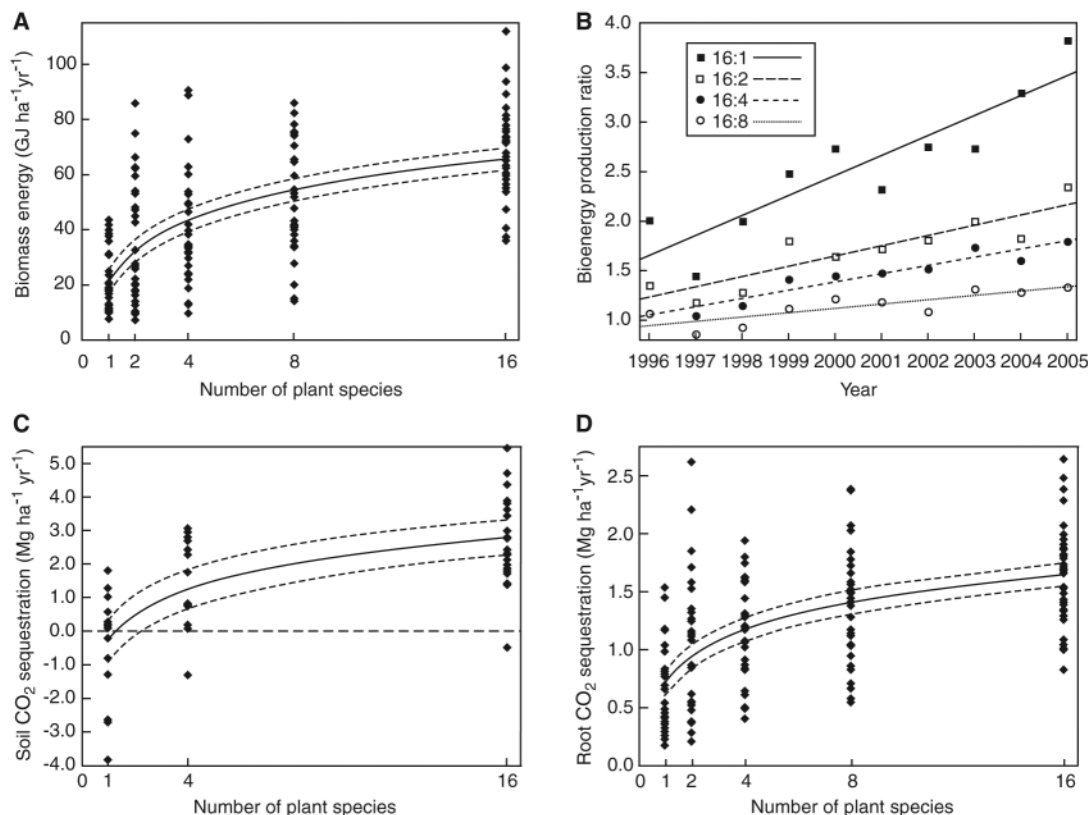 A
Biomass energy (GJ ha⁻¹yr⁻¹)
100
80
60
40
20
0
0 1 2 4 8 16
Number of plant species
B
Bioenergy production ratio
4.0
3.5
3.0
2.5
2.0
1.5
1.0
16:1
16:2
16:4
16:8
1996 1997 1998 1999 2000 2001 2002 2003 2004 2005
Year
C
Soil CO₂ sequestration (Mg ha⁻¹ yr⁻¹)
5.0
4.0
3.0
2.0
1.0
0.0
-1.0
-2.0
-3.0
-4.0
0 1 4 16
Number of plant species
D
Root CO₂ sequestration (Mg ha⁻¹yr⁻¹)
2.5
2.0
1.5
1.0
0.5
0.0
0 1 2 4 8 16
Number of plant species